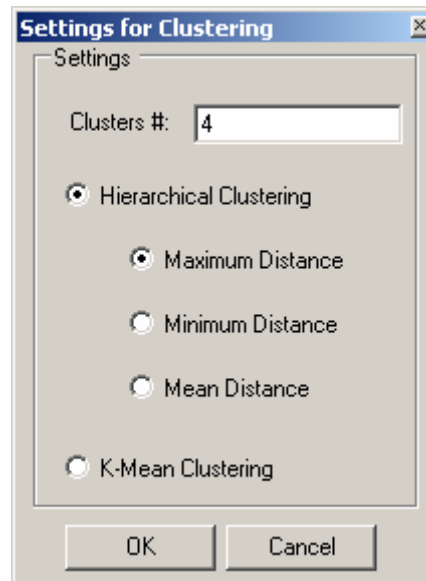 Settings for Clustering
Settings
Clusters #: 4
Hierarchical Clustering
Maximum Distance
Minimum Distance
Mean Distance
K-Mean Clustering
OK Cancel